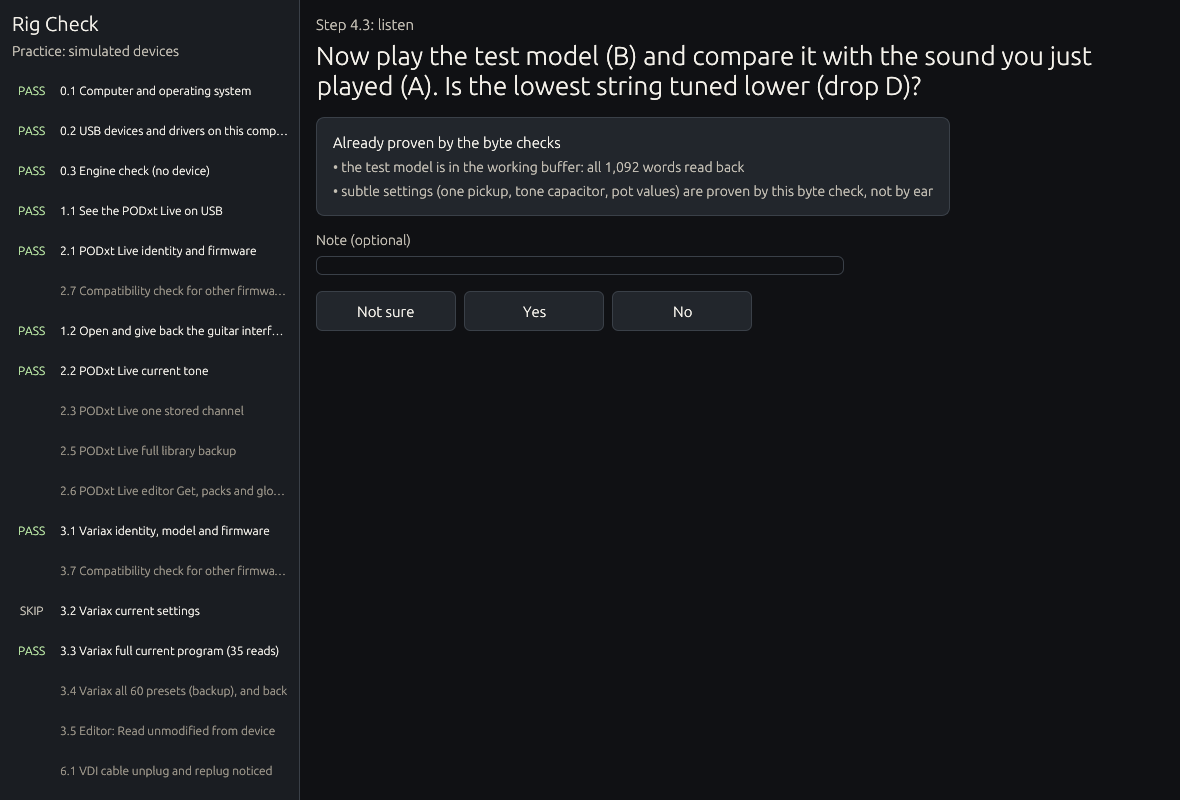 Rig Check
Practice: simulated devices
PASS 0.1 Computer and operating system
PASS 0.2 USB devices and drivers on this comp…
PASS 0.3 Engine check (no device)
PASS 1.1 See the PODxt Live on USB
PASS 2.1 PODxt Live identity and firmware
2.7 Compatibility check for other firmwa…
PASS 1.2 Open and give back the guitar interf…
PASS 2.2 PODxt Live current tone
2.3 PODxt Live one stored channel
2.5 PODxt Live full library backup
2.6 PODxt Live editor Get, packs and glo…
PASS 3.1 Variax identity, model and firmware
3.7 Compatibility check for other firmwa…
SKIP 3.2 Variax current settings
PASS 3.3 Variax full current program (35 reads)
3.4 Variax all 60 presets (backup), and back
3.5 Editor: Read unmodified from device
6.1 VDI cable unplug and replug noticed
Step 4.3: listen
Now play the test model (B) and compare it with the sound you just
played (A). Is the lowest string tuned lower (drop D)?
Already proven by the byte checks
• the test model is in the working buffer: all 1,092 words read back
• subtle settings (one pickup, tone capacitor, pot values) are proven by this byte check, not by ear
Note (optional)
Not sure
Yes
No